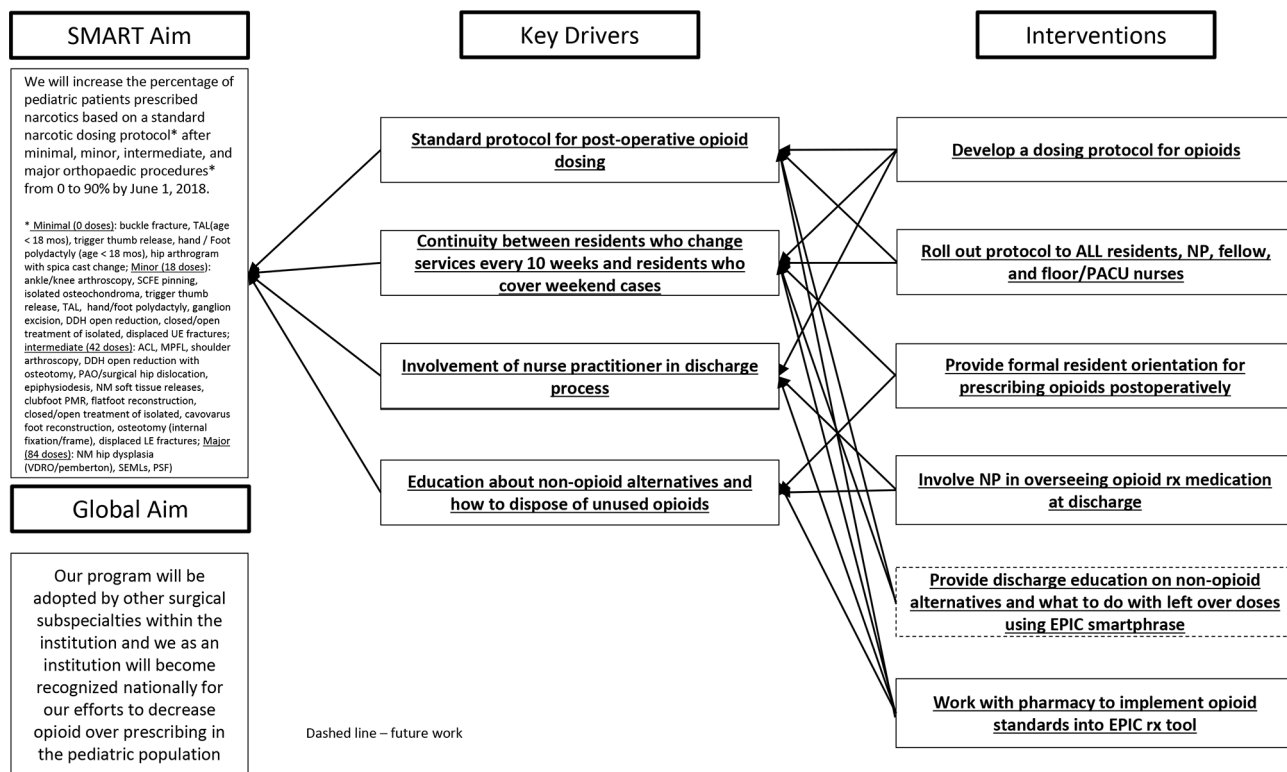 SMART Aim
We will increase the percentage of
pediatric patients prescribed
narcotics based on a standard
narcotic dosing protocol* after
minimal, minor, intermediate, and
major orthopaedic procedures*
from 0 to 90% by June 1, 2018.
* Minimal (0 doses): buckle fracture, TAL(age
< 18 mos), trigger thumb release, hand / Foot
polydactyly (age < 18 mos), hip arthrogram
with spica cast change; Minor (18 doses):
ankle/knee arthroscopy, SCFE pinning,
isolated osteochondroma, trigger thumb
release, TAL, hand/foot polydactyly, ganglion
excision, DDH open reduction, closed/open
treatment of isolated, displaced UE fractures;
intermediate (42 doses): ACL, MPFL, shoulder
arthroscopy, DDH open reduction with
osteotomy, PAO/surgical hip dislocation,
epiphysiodesis, NM soft tissue releases,
clubfoot PMR, flatfoot reconstruction,
closed/open treatment of isolated, cavovarus
foot reconstruction, osteotomy (internal
fixation/frame), displaced LE fractures; Major
(84 doses): NM hip dysplasia
(VDRO/pemberton), SEMLs, PSF)
Global Aim
Our program will be
adopted by other surgical
subspecialties within the
institution and we as an
institution will become
recognized nationally for
our efforts to decrease
opioid over prescribing in
the pediatric population
Key Drivers
Standard protocol for post-operative opioid
dosing
Continuity between residents who change
services every 10 weeks and residents who
cover weekend cases
Involvement of nurse practitioner in discharge
process
Education about non-opioid alternatives and
how to dispose of unused opioids
Dashed line – future work
Interventions
Develop a dosing protocol for opioids
Roll out protocol to ALL residents, NP, fellow,
and floor/PACU nurses
Provide formal resident orientation for
prescribing opioids postoperatively
Involve NP in overseeing opioid rx medication
at discharge
Provide discharge education on non-opioid
alternatives and what to do with left over doses
using EPIC smartphrase
Work with pharmacy to implement opioid
standards into EPIC rx tool